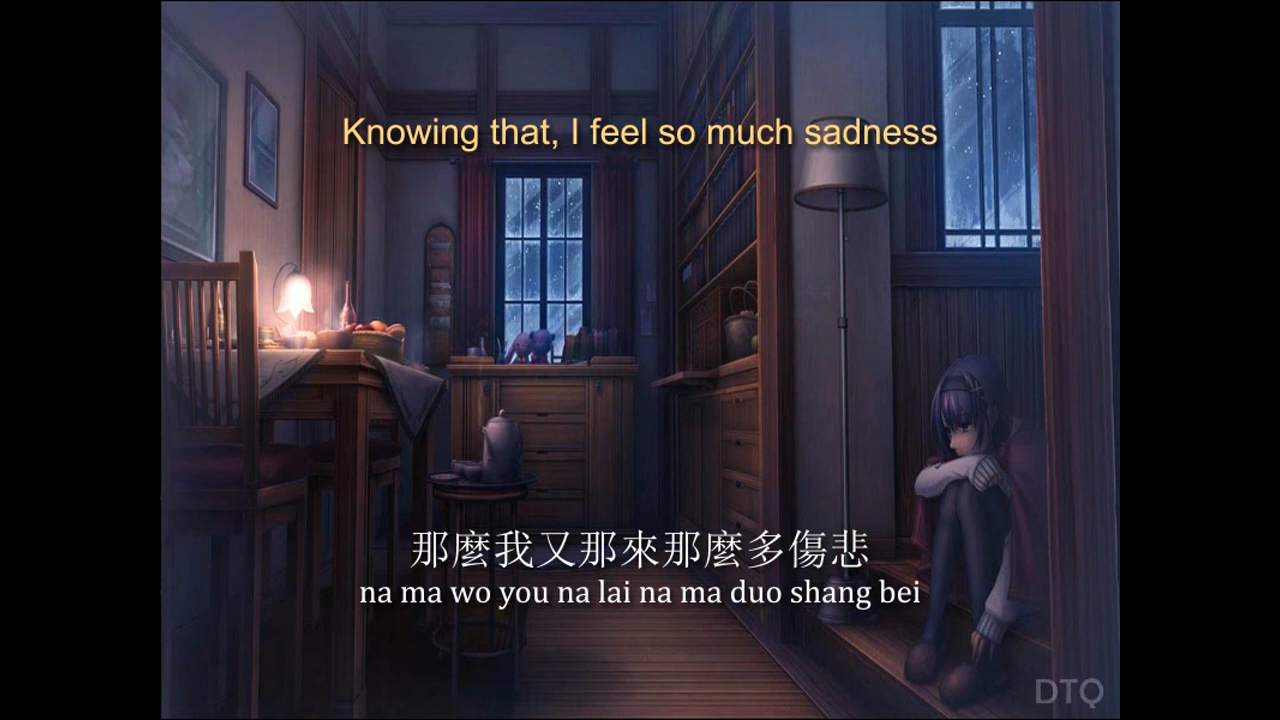 Knowing that, I feel so much sadness
那麼我又那來那麼多傷悲
na ma wo you na lai na ma duo shang bei
DTQ